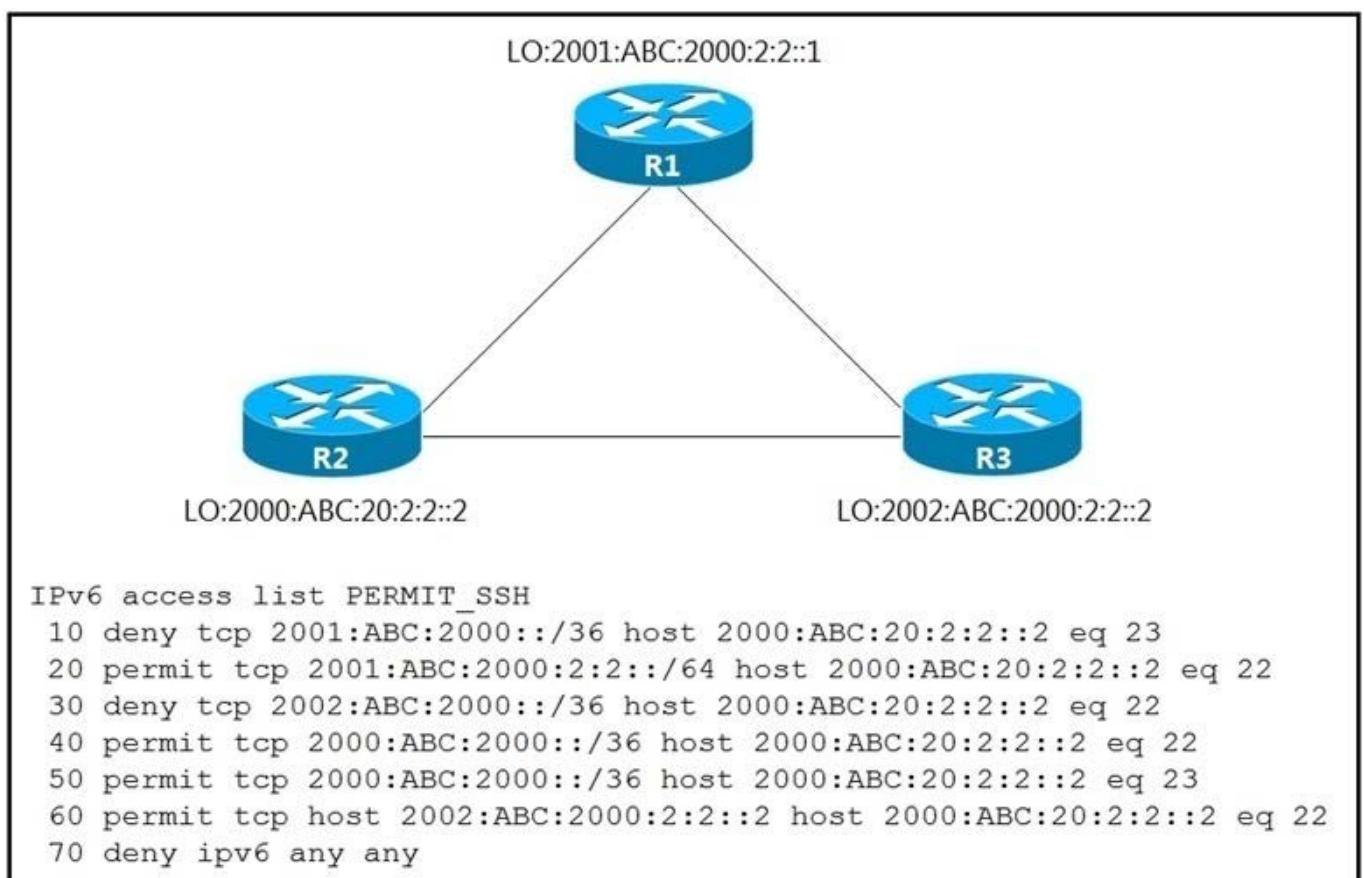 LO:2001:ABC:2000:2:2::1
R1
R2
R3
LO:2000:ABC:20:2:2::2
LO:2002:ABC:2000:2:2::2
IPv6 access list PERMIT_SSH
10 deny tcp 2001:ABC:2000::/36 host 2000:ABC:20:2:2::2 eq 23
20 permit tcp 2001:ABC:2000:2:2::/64 host 2000:ABC:20:2:2::2 eq 22
30 deny tcp 2002:ABC:2000::/36 host 2000:ABC:20:2:2::2 eq 22
40 permit tcp 2000:ABC:2000::/36 host 2000:ABC:20:2:2::2 eq 22
50 permit tcp 2000:ABC:2000::/36 host 2000:ABC:20:2:2::2 eq 23
60 permit tcp host 2002:ABC:2000:2:2::2 host 2000:ABC:20:2:2::2 eq 22
70 deny ipv6 any any